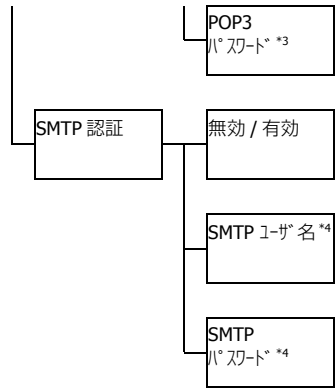 POP3
ﾊﾟｽﾜｰﾄﾞ *3
SMTP 認証
無効 / 有効
SMTP ﾕｰｻﾞ名 *4
SMTP
ﾊﾟｽﾜｰﾄﾞ *4